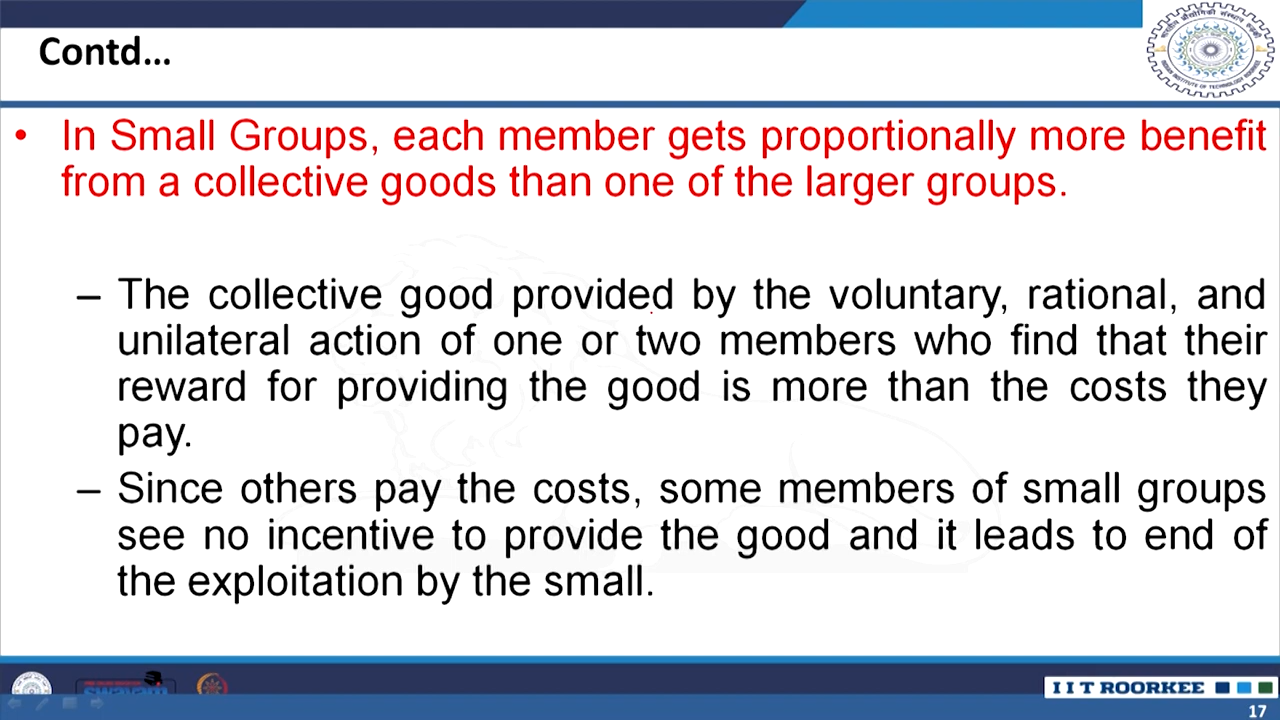 Contd...
• In Small Groups, each member gets proportionally more benefit
from a collective goods than one of the larger groups.
– The collective good provided by the voluntary, rational, and
unilateral action of one or two members who find that their
reward for providing the good is more than the costs they
pay.
– Since others pay the costs, some members of small groups
see no incentive to provide the good and it leads to end of
the exploitation by the small.
swayam
IIT ROORKEE
17